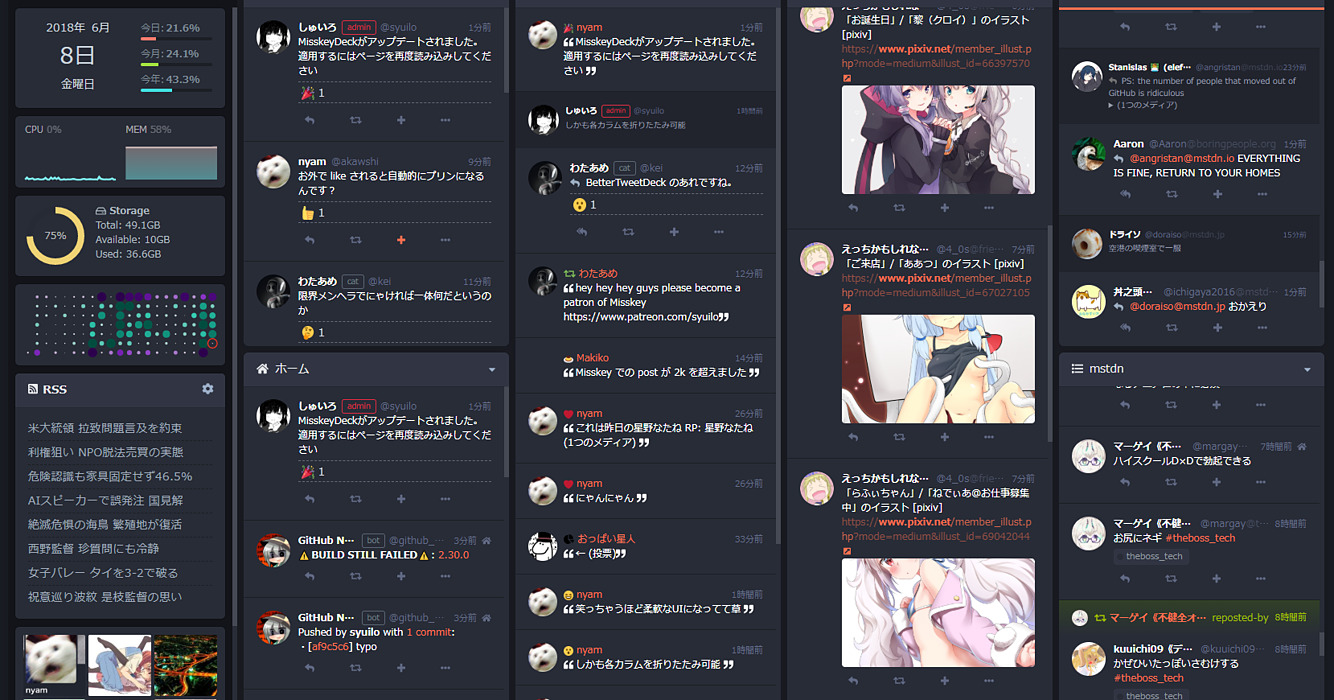 2018年 6月
8日
金曜日
今日: 21.6%
今月: 24.1%
今年: 43.3%
CPU 0%
MEM 58%
75%
Storage
Total: 49.1GB
Available: 10GB
Used: 36.6GB
RSS
米大統領 拉致問題言及を約束
利権狙い NPO脱法売買の実態
危険認識も家具固定せず46.5%
AIスピーカーで誤発注 国見解
絶滅危惧の海鳥 繁殖地が復活
西野監督 珍質問にも冷静
女子バレー タイを3-2で破る
祝意巡り波紋 是枝監督の思い
nyam
しゅいろ admin @syuilo 1分前
MisskeyDeckがアップデートされました。
適用するにはページを再度読み込みしてくだ
さい
1
nyam @akawshi 9分前
お外で like されると自動的にプリンになる
んです？
1
わたあめ cat @kei 11分前
限界メンヘラでにゃければ一体何だというの
か
1
ホーム
しゅいろ admin @syuilo 1分前
MisskeyDeckがアップデートされました。
適用するにはページを再度読み込みしてくだ
さい
1
GitHub N… bot @github_… 3分前
BUILD STILL FAILED : 2.30.0
GitHub N… bot @github_… 3分前
Pushed by syuilo with 1 commit:
・[af9c5c6] typo
nyam 1分前
MisskeyDeckがアップデートされました。
適用するにはページを再度読み込みしてくだ
さい
しゅいろ admin @syuilo 1時間前
しかも各カラムを折りたたみ可能
わたあめ cat @kei 12分前
BetterTweetDeck のあれですね。
1
わたあめ 12分前
hey hey hey guys please become a
patron of Misskey
https://www.patreon.com/syuilo
Makiko 14分前
Misskey での post が 2k を超えました
nyam 26分前
これは昨日の星野なたね RP: 星野なたね
(1つのメディア)
nyam 26分前
にゃんにゃん
おっぱい星人 33分前
← (投票)
nyam 1時間前
笑っちゃうほど柔軟なUIになってて草
nyam 1時間前
しかも各カラムを折りたたみ可能
「お誕生日」/「黎（クロイ）」のイラスト
[pixiv]
https://www.pixiv.net/member_illust.p
hp?mode=medium&illust_id=66397570
えっちかもしれな… @4_0s@frie… 7分前
「ご来店」/「ああつ」のイラスト [pixiv]
https://www.pixiv.net/member_illust.p
hp?mode=medium&illust_id=67027105
えっちかもしれな… @4_0s@frie… 7分前
「らふぃちゃん」/「ねでぃあ@お仕事募集
中」のイラスト [pixiv]
https://www.pixiv.net/member_illust.p
hp?mode=medium&illust_id=69042044
Stanislas (elef… @angristan@mstdn.io 23分前
PS: the number of people that moved out of
GitHub is ridiculous
(1つのメディア)
Aaron @Aaron@boringpeople.org 1分前
@angristan@mstdn.io EVERYTHING
IS FINE, RETURN TO YOUR HOMES
ドライソ @doraiso@mstdn.jp 15分前
空港の喫煙室で一服
丼之頭… @ichigaya2016@mstd… 1分前
@doraiso@mstdn.jp おかえり
mstdn
マーゲイ《不… @margay… 7時間前
ハイスクールD×Dで勃起できる
マーゲイ《不健… @margay@t… 8時間前
お尻にネギ #theboss_tech
theboss_tech
マーゲイ《不健全オ… reposted-by 8時間前
kuuichi09《デ… @kuuichi09… 8時間前
かぜひいたっぽいさむけする
#theboss_tech
theboss_tech